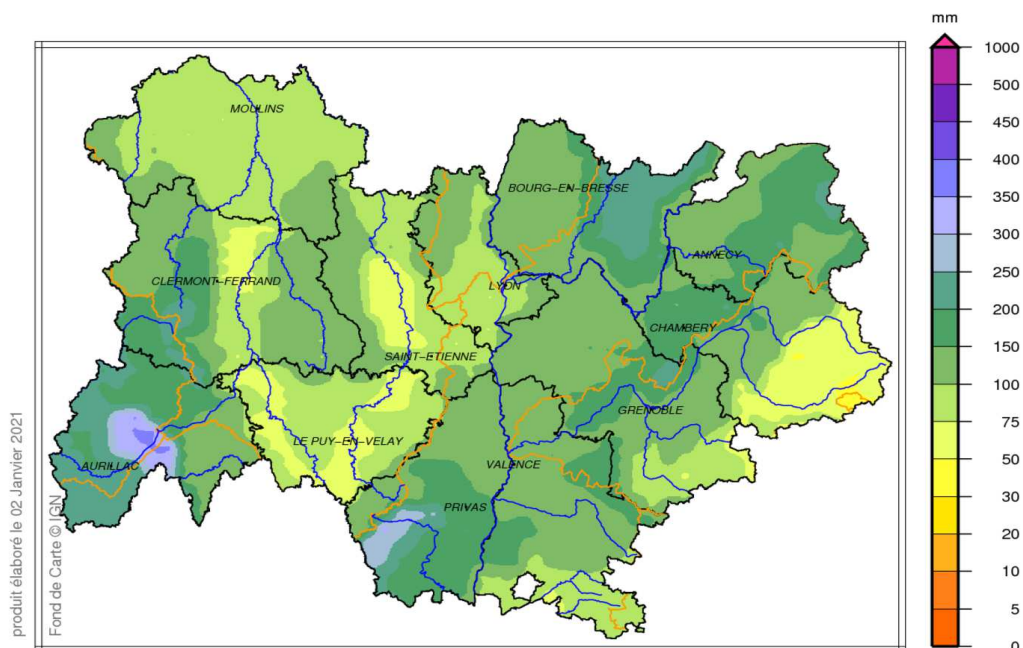 mm
1000
500
450
400
350
300
250
200
150
100
75
50
30
20
10
5
0
MOULINS
BOURG-EN-BRESSE
ANNECY
CLERMONT-FERRAND
LYON
CHAMBERY
SAINT-ETIENNE
GRENOBLE
LE PUY-EN-VELAY
VALENCE
AURILLAC
PRIVAS
produit élaboré le 02 Janvier 2021
Fond de Carte © IGN